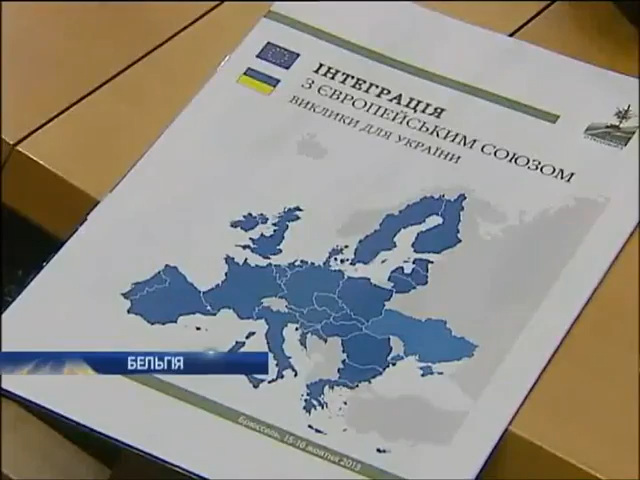 ІНТЕГРАЦІЯ
З ЄВРОПЕЙСЬКИМ СОЮЗОМ
ВИКЛИКИ ДЛЯ УКРАЇНИ
БЕЛЬГІЯ
Брюссель, 15-16 жовтня 2013